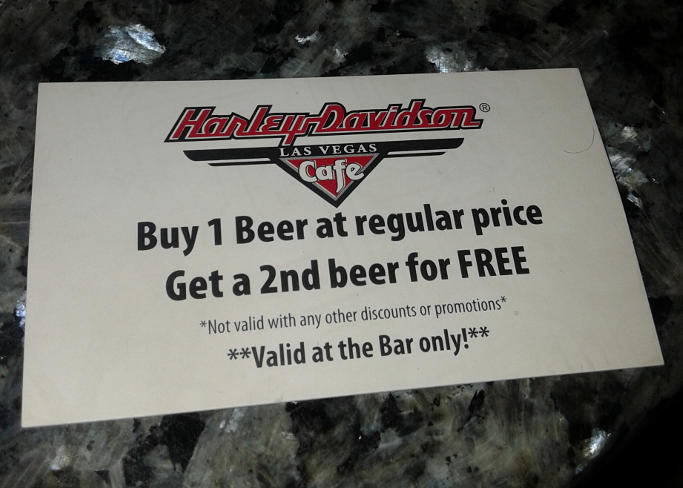 Harley-Davidson®
LAS VEGAS
Cafe
Buy 1 Beer at regular price
Get a 2nd beer for FREE
*Not valid with any other discounts or promotions*
**Valid at the Bar only!**